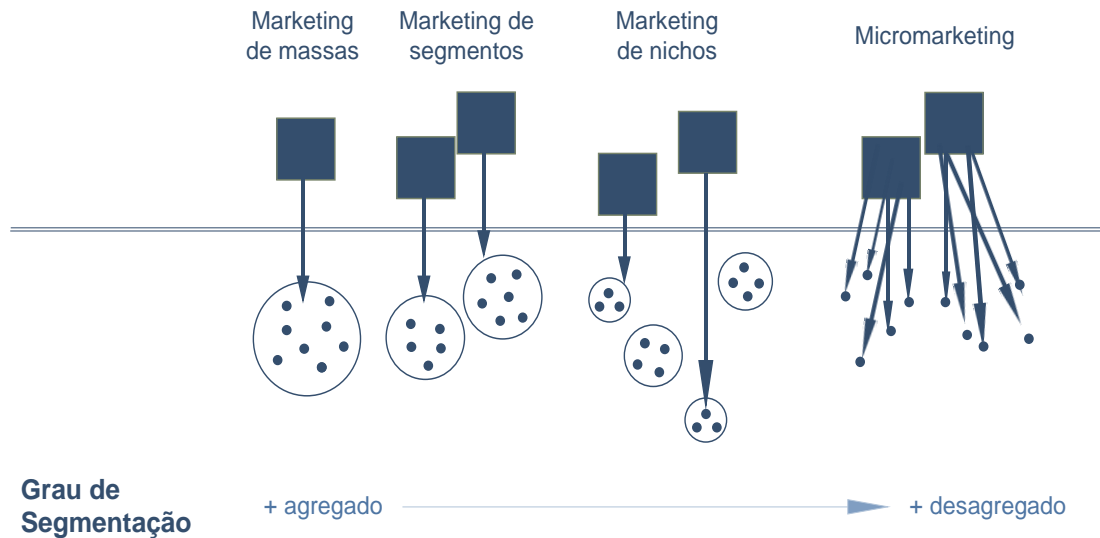 Marketing
de massas
Marketing de
segmentos
Marketing
de nichos
Micromarketing
Grau de
Segmentação
+ agregado
+ desagregado